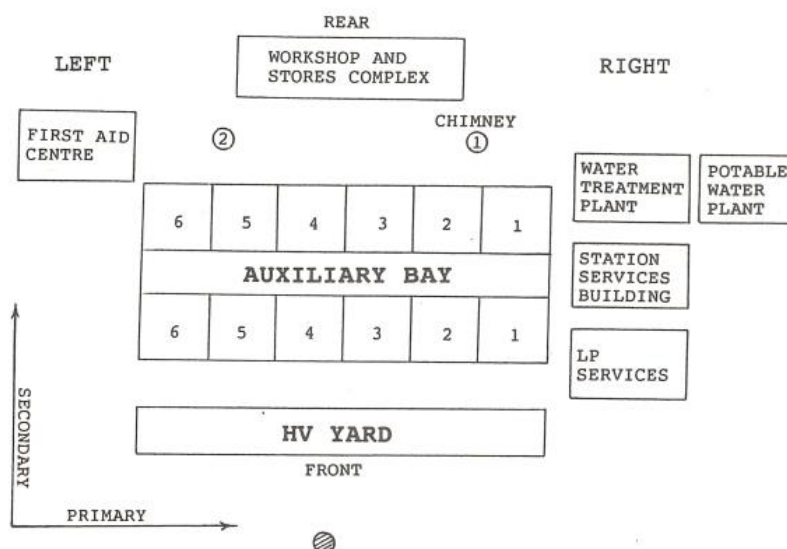 REAR
WORKSHOP AND
STORES COMPLEX
LEFT
RIGHT
FIRST AID
CENTRE
②
CHIMNEY
①
WATER
TREATMENT
PLANT
POTABLE
WATER
PLANT
6 5 4 3 2 1
AUXILIARY BAY
STATION
SERVICES
BUILDING
6 5 4 3 2 1
LP
SERVICES
HV YARD
FRONT
SECONDARY
PRIMARY